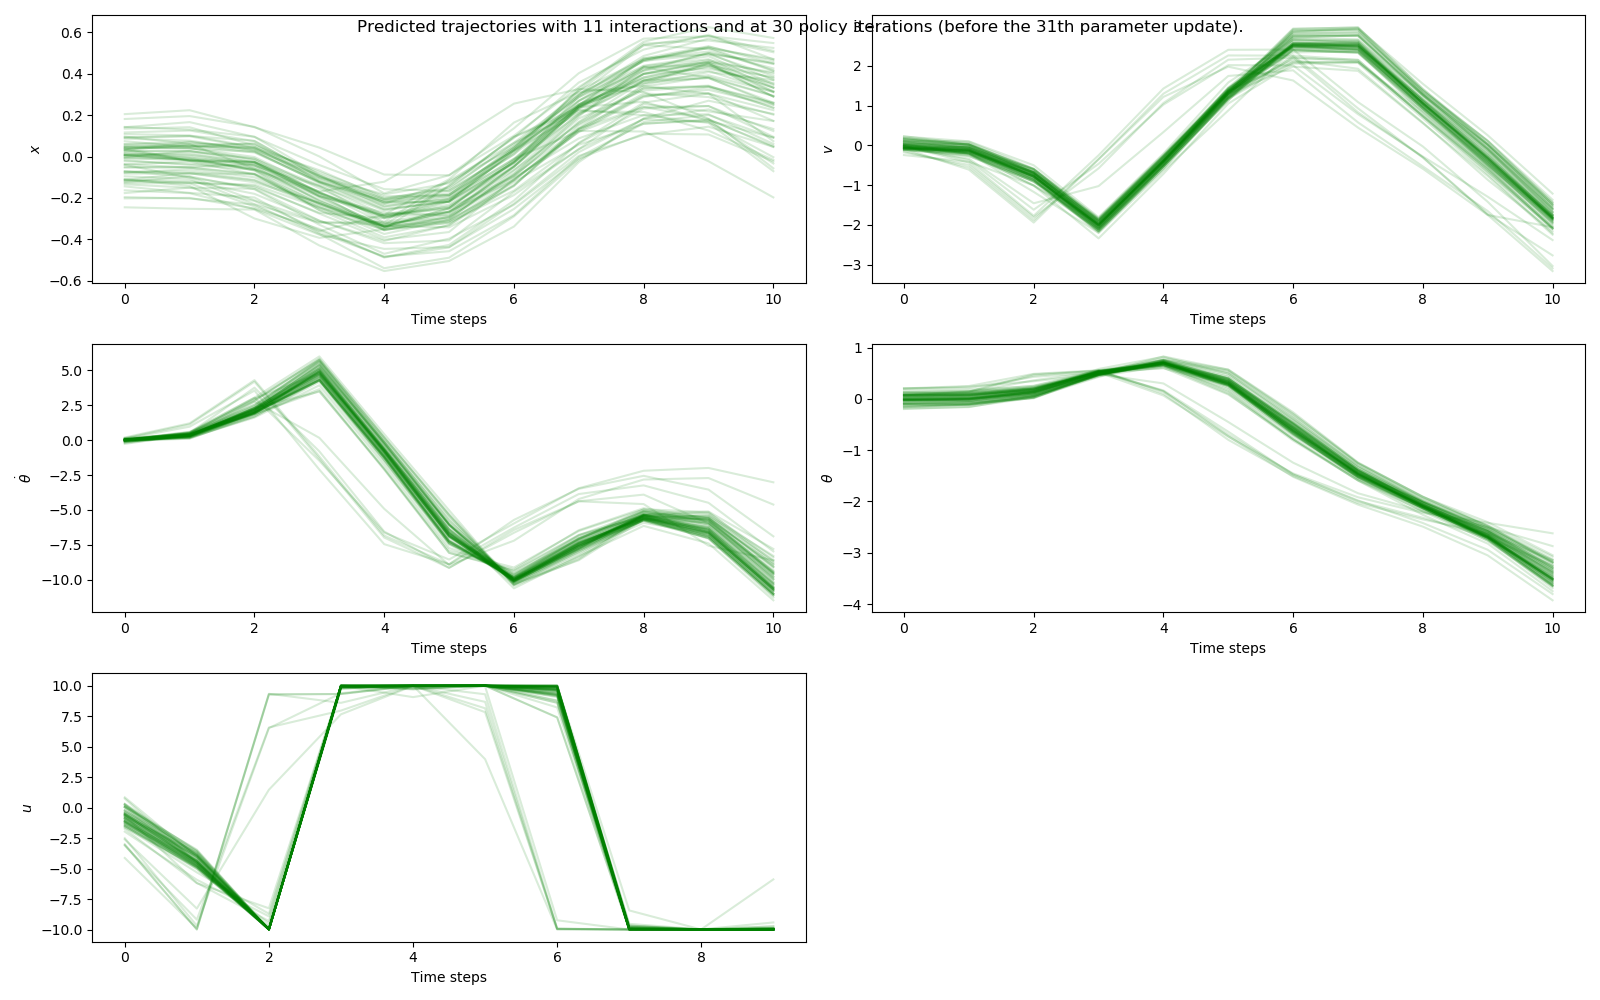 Predicted trajectories with 11 interactions and at 30 policy iterations (before the 31th parameter update).
0.6
0.4
0.2
0.0
−0.2
−0.4
−0.6
x
0 2 4 6 8 10
Time steps
3
2
1
0
−1
−2
−3
v
0 2 4 6 8 10
Time steps
5.0
2.5
0.0
−2.5
−5.0
−7.5
−10.0
θ̇
0 2 4 6 8 10
Time steps
1
0
−1
−2
−3
−4
θ
0 2 4 6 8 10
Time steps
10.0
7.5
5.0
2.5
0.0
−2.5
−5.0
−7.5
−10.0
u
0 2 4 6 8
Time steps